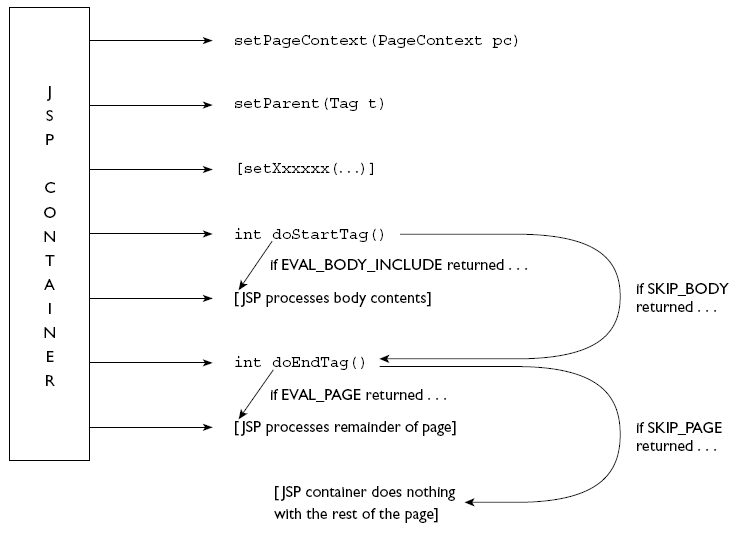 JSP CONTAINER
setPageContext(PageContext pc)
setParent(Tag t)
[setXxxxxx(...)]
int doStartTag()
if EVAL_BODY_INCLUDE returned . . .
[JSP processes body contents]
if SKIP_BODY
returned . . .
int doEndTag()
if EVAL_PAGE returned . . .
[JSP processes remainder of page]
if SKIP_PAGE
returned . . .
[JSP container does nothing
with the rest of the page]